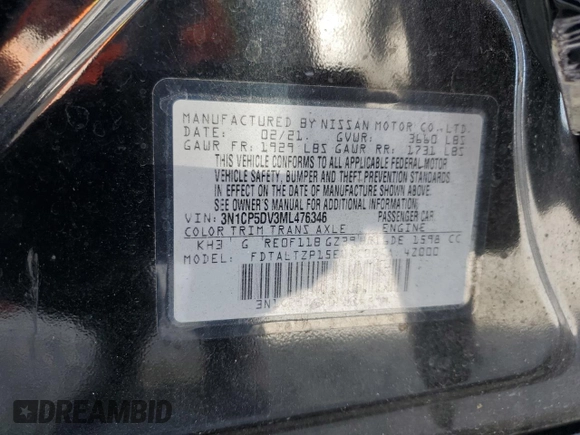 MANUFACTURED BY NISSAN MOTOR CO., LTD.
DATE: 02/21. GVWR: 3660 LBS
GAWR FR: 1929 LBS GAWR RR: 1731 LBS
THIS VEHICLE CONFORMS TO ALL APPLICABLE FEDERAL MOTOR
VEHICLE SAFETY, BUMPER AND THEFT PREVENTION STANDARDS
IN EFFECT ON THE DATE OF MANUFACTURE SHOWN ABOVE.
SEE OWNER'S MANUAL FOR ADDITIONAL INFORMATION.
VIN: 3N1CP5DV3ML476346 PASSENGER CAR
COLOR TRIM TRANS AXLE ENGINE
KH3 G RE0F11B 1598 CC
MODEL: 42000
DREAMBID